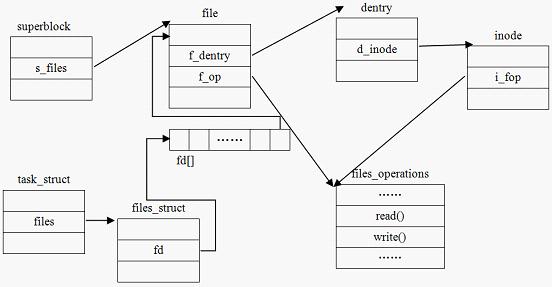 superblock
s_files
file
f_dentry
f_op
dentry
d_inode
inode
i_fop
......
fd[]
task_struct
files
files_struct
fd
files_operations
......
read()
write()
......